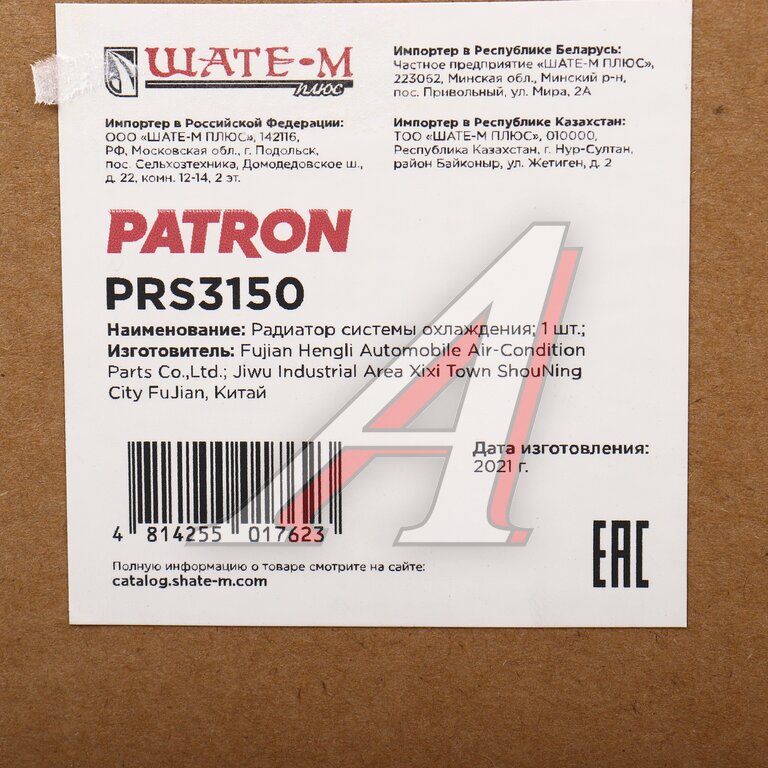 ШАТЕ-М
ПЛЮС
Импортер в Российской Федерации:
ООО «ШАТЕ-М ПЛЮС», 142116,
РФ, Московская обл., г. Подольск,
пос. Сельхозтехника, Домодедовское ш.,
д. 22, комн. 12-14, 2 эт.
Импортер в Республике Беларусь:
Частное предприятие «ШАТЕ-М ПЛЮС»,
223062, Минская обл., Минский р-н,
пос. Привольный, ул. Мира, 2А
Импортер в Республике Казахстан:
ТОО «ШАТЕ-М ПЛЮС», 010000,
Республика Казахстан, г. Нур-Султан,
район Байконыр, ул. Жетиген, д. 2
PATRON
PRS3150
Наименование: Радиатор системы охлаждения; 1 шт.;
Изготовитель: Fujian Hengli Automobile Air-Condition
Parts Co.,Ltd.; Jiwu Industrial Area Xixi Town ShouNing
City FuJian, Китай
Дата изготовления:
2021 г.
4 814255 017623
EAC
Полную информацию о товаре смотрите на сайте:
catalog.shate-m.com